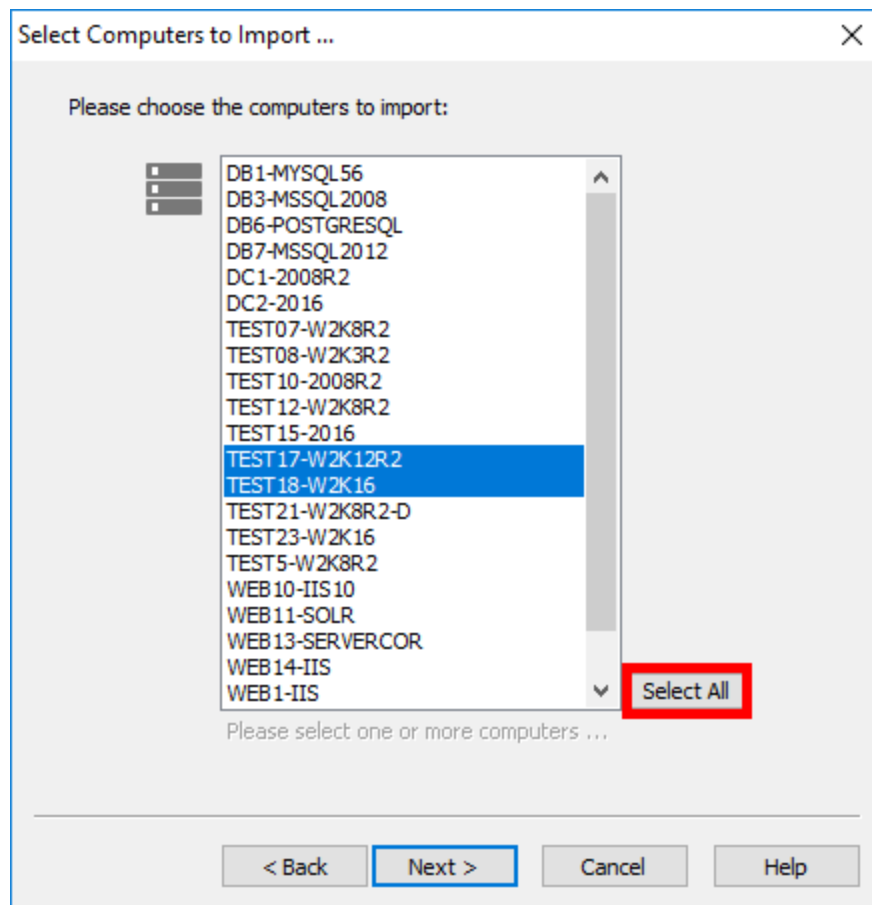 Select Computers to Import ...
Please choose the computers to import:
DB1-MYSQL56
DB3-MSSQL2008
DB6-POSTGRESQL
DB7-MSSQL2012
DC1-2008R2
DC2-2016
TEST07-W2K8R2
TEST08-W2K3R2
TEST10-2008R2
TEST12-W2K8R2
TEST15-2016
TEST17-W2K12R2
TEST18-W2K16
TEST21-W2K8R2-D
TEST23-W2K16
TEST5-W2K8R2
WEB10-IIS10
WEB11-SOLR
WEB13-SERVERCOR
WEB14-IIS
WEB1-IIS
Select All
Please select one or more computers ...
< Back Next > Cancel Help